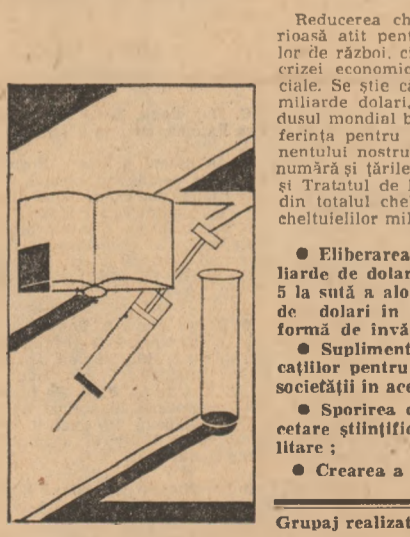 Reducerea ch
rioasă atît pent
lor de război, c
crizei economic
ciale. Se știe c
miliarde dolari,
dusul mondial b
ferința pentru
nentului nostru
numără și țările
și Tratatul de
din totalul che
cheltuielilor mil
● Eliberarea
liarde de dolar
5 la sută a alo
de dolari în
formă de învă
● Supliment
cațiilor pentru
societății în ace
● Sporirea
cetare științific
litare ;
● Crearea a
Grupaj realizat